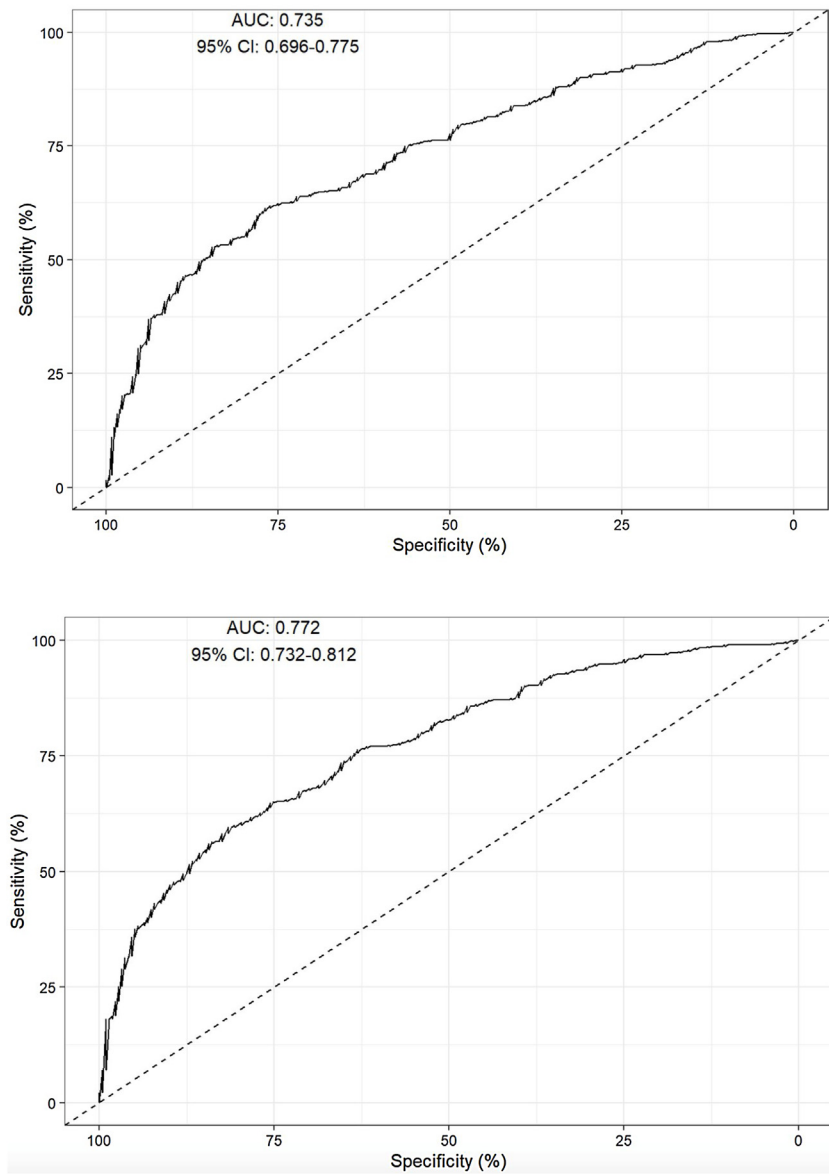 AUC: 0.735
95% CI: 0.696-0.775
100
75
50
25
0
Sensitivity (%)
100 75 50 25 0
Specificity (%)
AUC: 0.772
95% CI: 0.732-0.812
100
75
50
25
0
Sensitivity (%)
100 75 50 25 0
Specificity (%)